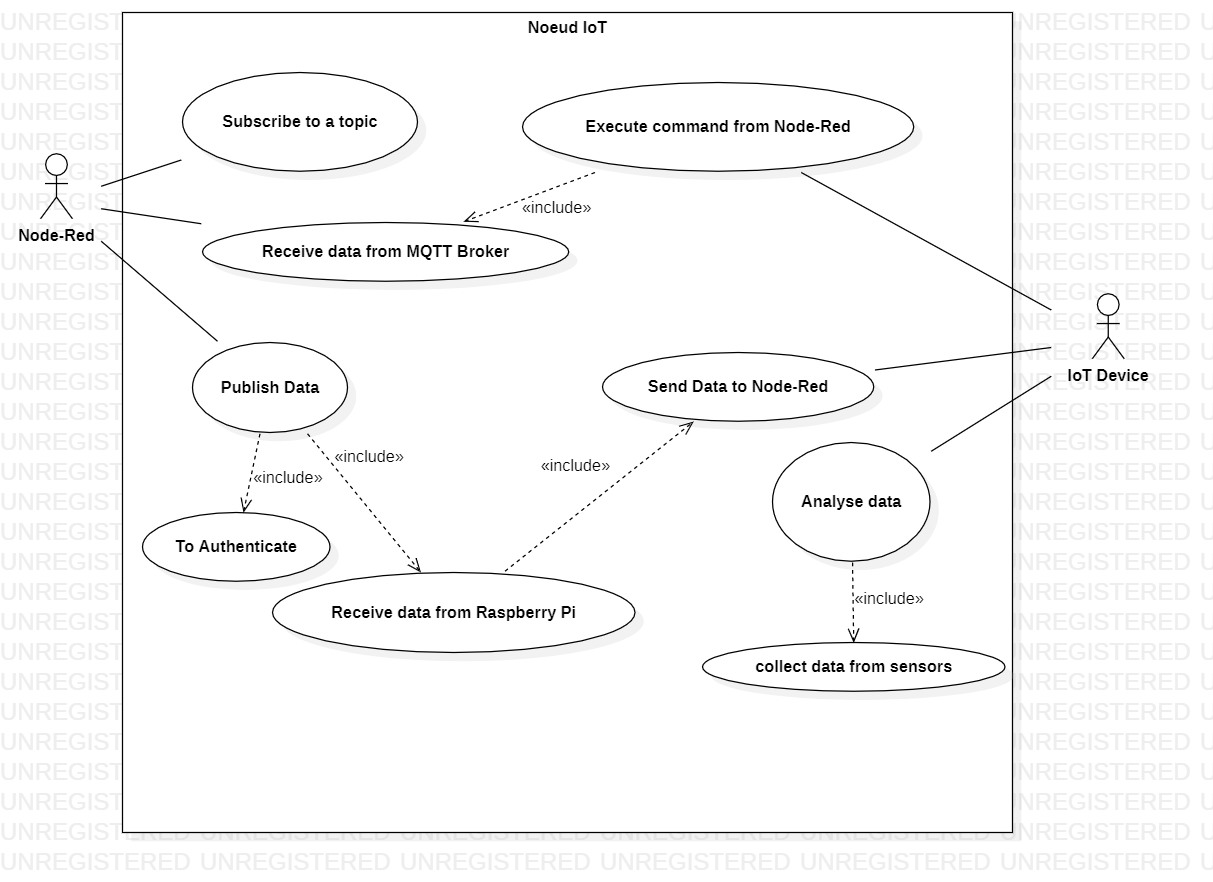 Noeud IoT
Subscribe to a topic
Execute command from Node-Red
«include»
Node-Red
Receive data from MQTT Broker
IoT Device
Publish Data
Send Data to Node-Red
«include»
«include»
«include»
Analyse data
To Authenticate
«include»
Receive data from Raspberry Pi
collect data from sensors
UNREGISTERED UNREGISTERED UNREGISTERED UNREGISTERED UNREGISTERED UNREGISTERED